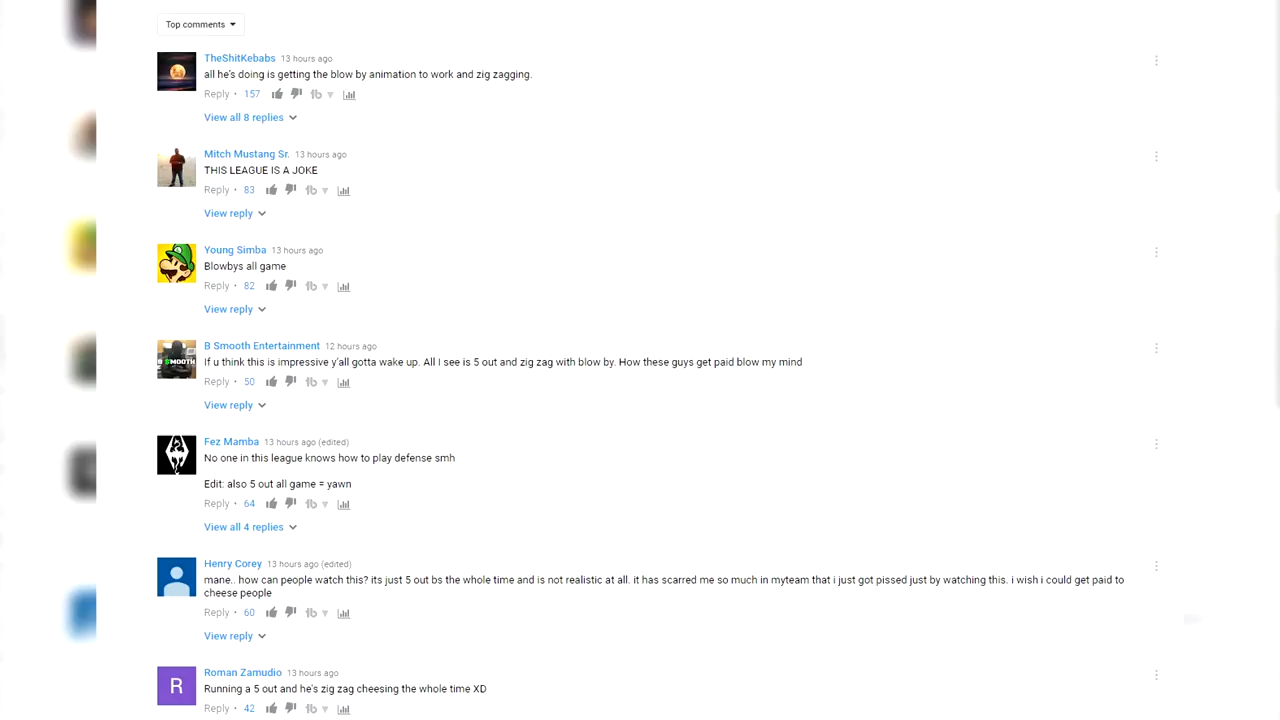 Top comments
TheShitKebabs 13 hours ago
all he's doing is getting the blow by animation to work and zig zagging.
Reply • 157
View all 8 replies
Mitch Mustang Sr. 13 hours ago
THIS LEAGUE IS A JOKE
Reply • 83
View reply
Young Simba 13 hours ago
Blowbys all game
Reply • 82
View reply
B SMOOTH
B Smooth Entertainment 12 hours ago
If u think this is impressive y'all gotta wake up. All I see is 5 out and zig zag with blow by. How these guys get paid blow my mind
Reply • 50
View reply
Fez Mamba 13 hours ago (edited)
No one in this league knows how to play defense smh
Edit: also 5 out all game = yawn
Reply • 64
View all 4 replies
Henry Corey 13 hours ago (edited)
mane.. how can people watch this? its just 5 out bs the whole time and is not realistic at all. it has scarred me so much in myteam that i just got pissed just by watching this. i wish i could get paid to
cheese people
Reply • 60
View reply
R
Roman Zamudio 13 hours ago
Running a 5 out and he's zig zag cheesing the whole time XD
Reply • 42